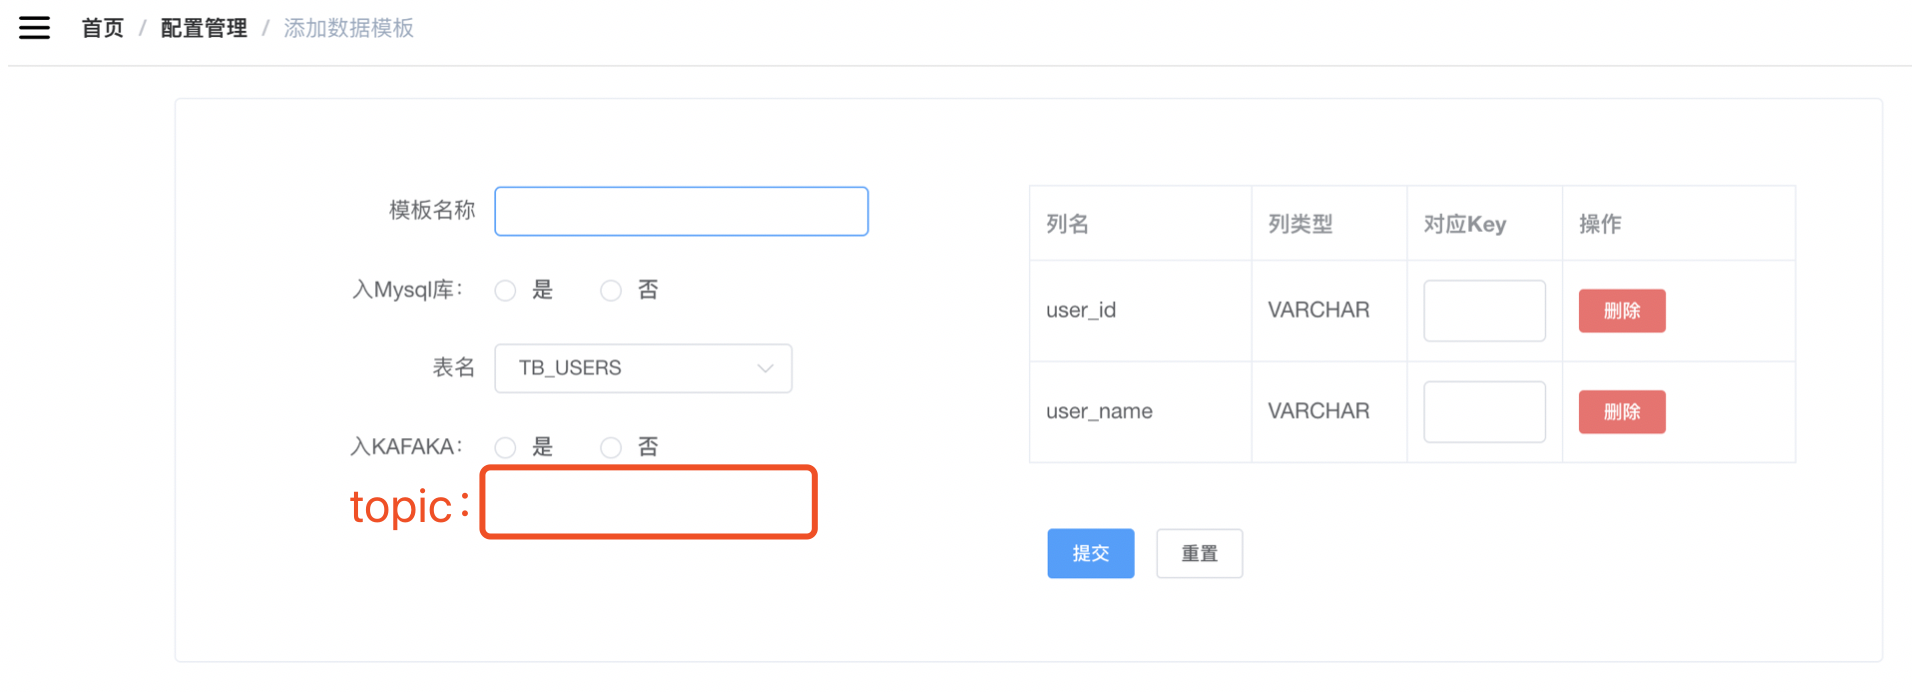 首页 / 配置管理 / 添加数据模板
模板名称
入Mysql库： 是 否
表名 TB_USERS
入KAFAKA： 是 否
topic：
列名 列类型 对应Key 操作
user_id VARCHAR 删除
user_name VARCHAR 删除
提交 重置